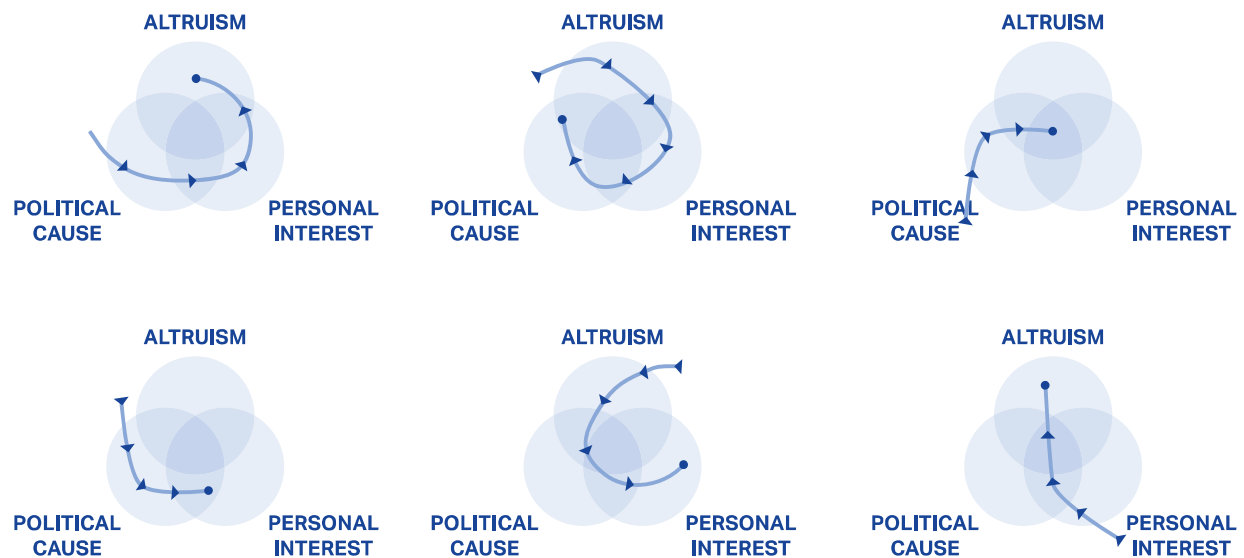 ALTRUISM
POLITICAL
CAUSE
PERSONAL
INTEREST
ALTRUISM
POLITICAL
CAUSE
PERSONAL
INTEREST
ALTRUISM
POLITICAL
CAUSE
PERSONAL
INTEREST
ALTRUISM
POLITICAL
CAUSE
PERSONAL
INTEREST
ALTRUISM
POLITICAL
CAUSE
PERSONAL
INTEREST
ALTRUISM
POLITICAL
CAUSE
PERSONAL
INTEREST